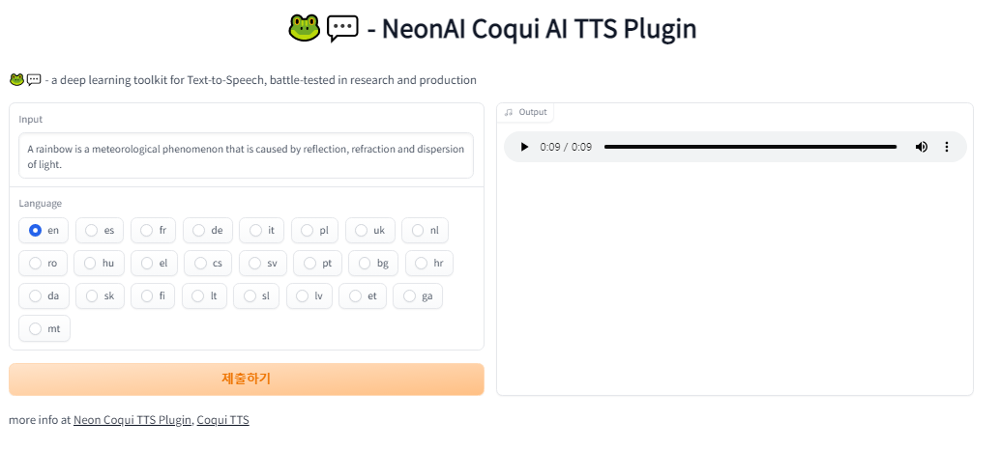 🐸💬 - NeonAI Coqui AI TTS Plugin
🐸💬 - a deep learning toolkit for Text-to-Speech, battle-tested in research and production
Input
A rainbow is a meteorological phenomenon that is caused by reflection, refraction and dispersion
of light.
Language
en es fr de it pl uk nl
ro hu el cs sv pt bg hr
da sk fi lt sl lv et ga
mt
제출하기
Output
0:09 / 0:09
more info at Neon Coqui TTS Plugin, Coqui TTS